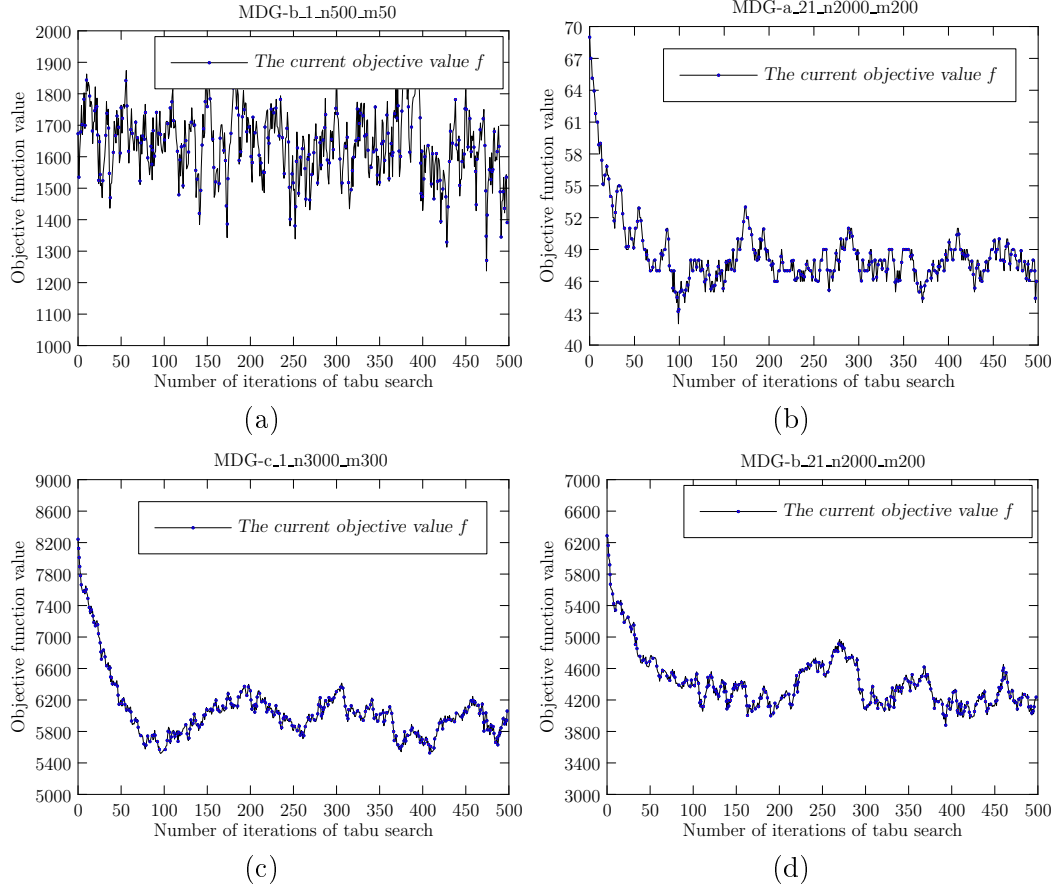 MDG-b_1_n500_m50
The current objective value f
Objective function value
2000
1900
1800
1700
1600
1500
1400
1300
1200
1100
1000
0 50 100 150 200 250 300 350 400 450 500
Number of iterations of tabu search
(a)
MDG-a_21_n2000_m200
The current objective value f
Objective function value
70
67
64
61
58
55
52
49
46
43
40
0 50 100 150 200 250 300 350 400 450 500
Number of iterations of tabu search
(b)
MDG-c_1_n3000_m300
The current objective value f
Objective function value
9000
8600
8200
7800
7400
7000
6600
6200
5800
5400
5000
0 50 100 150 200 250 300 350 400 450 500
Number of iterations of tabu search
(c)
MDG-b_21_n2000_m200
The current objective value f
Objective function value
7000
6600
6200
5800
5400
5000
4600
4200
3800
3400
3000
0 50 100 150 200 250 300 350 400 450 500
Number of iterations of tabu search
(d)